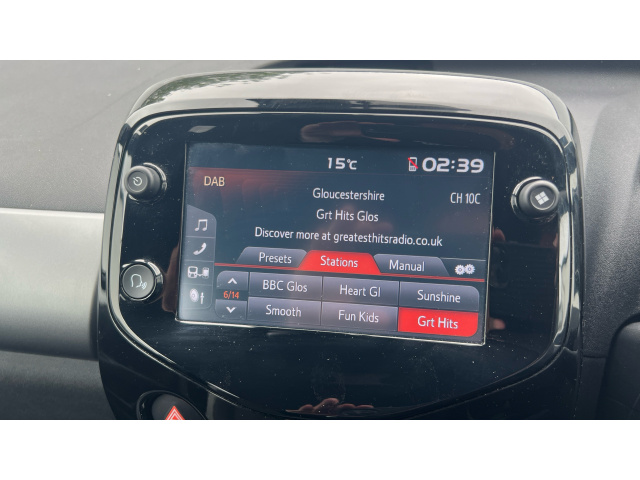 15°C 02:39
DAB
Gloucestershire CH 10C
Grt Hits Glos
Discover more at greatesthitsradio.co.uk
Presets Stations Manual
BBC Glos Heart Gl Sunshine
6/14
Smooth Fun Kids Grt Hits